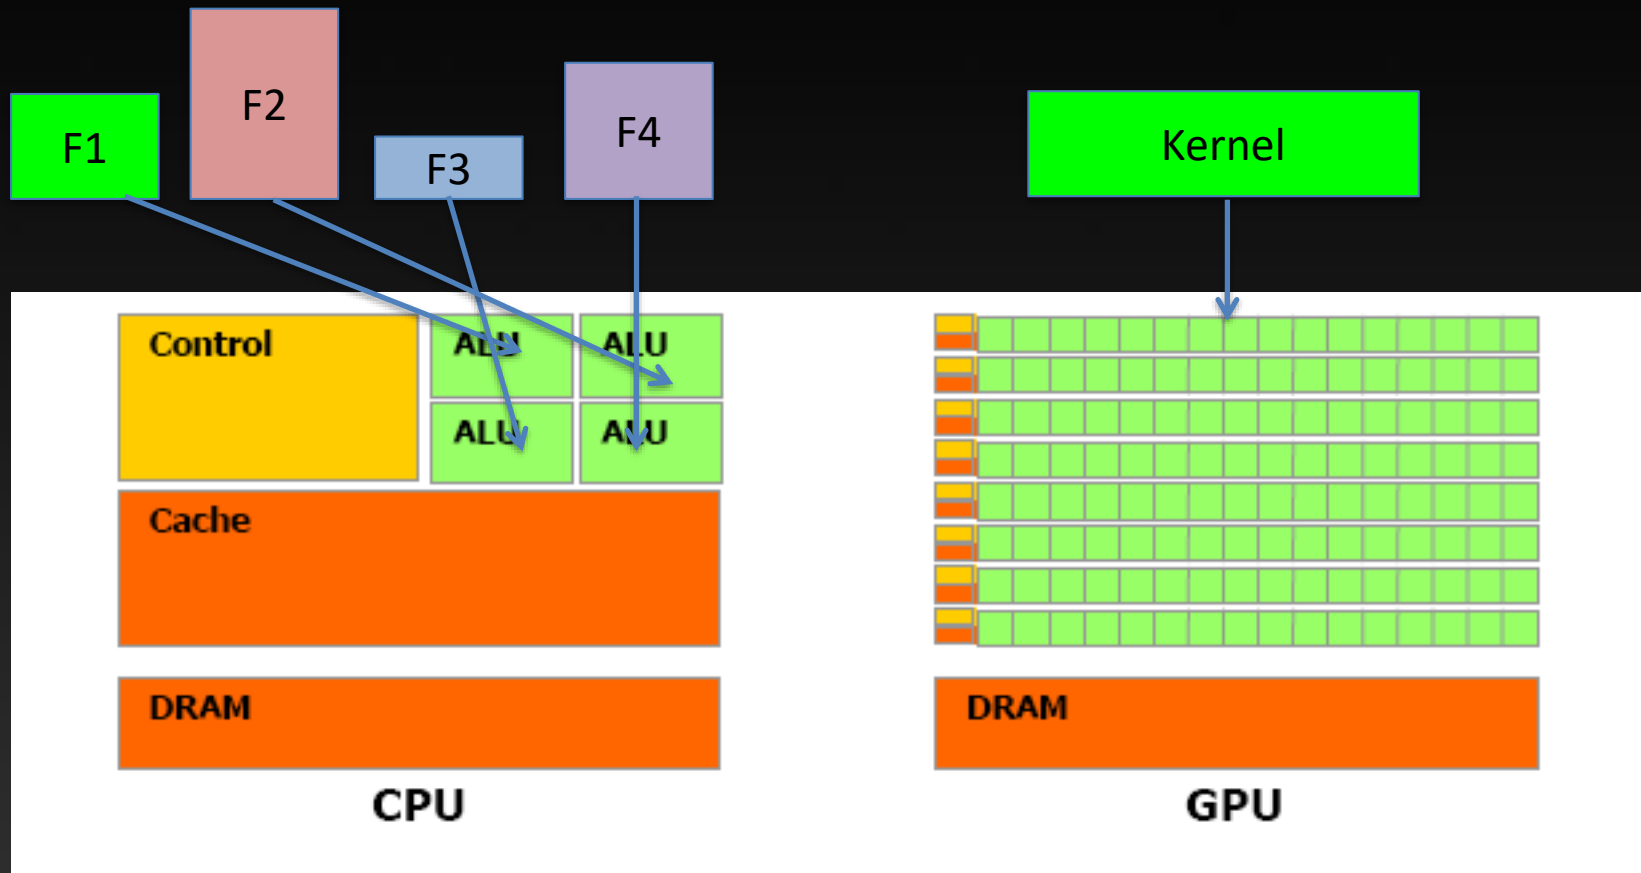 F1
F2
F3
F4
Kernel
Control
ALU
ALU
ALU
ALU
Cache
DRAM
CPU
DRAM
GPU